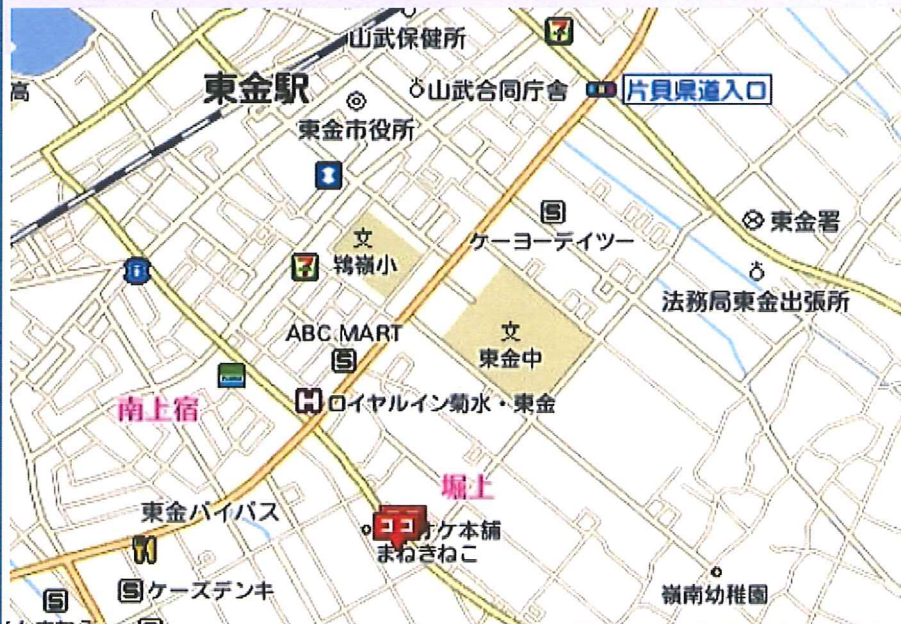 山武保健所
高
東金駅
山武合同庁舎
片貝県道入口
東金市役所
東金署
ケーヨーデイツー
文
鴇嶺小
法務局東金出張所
ABC MART
文
東金中
ロイヤルイン菊水・東金
南上宿
堀上
東金バイパス
ココ
ケ本舗
まねきねこ
ケーズデンキ
嶺南幼稚園